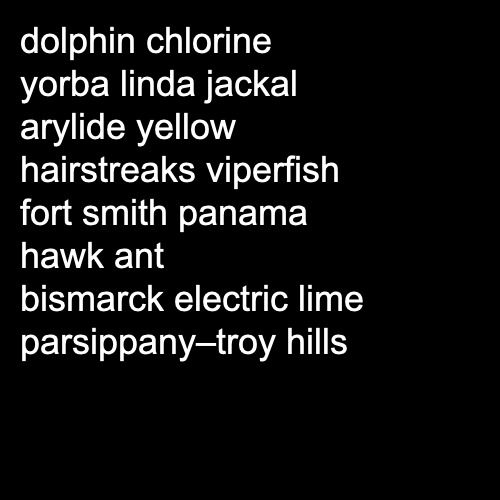 dolphin chlorine
yorba linda jackal
arylide yellow
hairstreaks viperfish
fort smith panama
hawk ant
bismarck electric lime
parsippany–troy hills